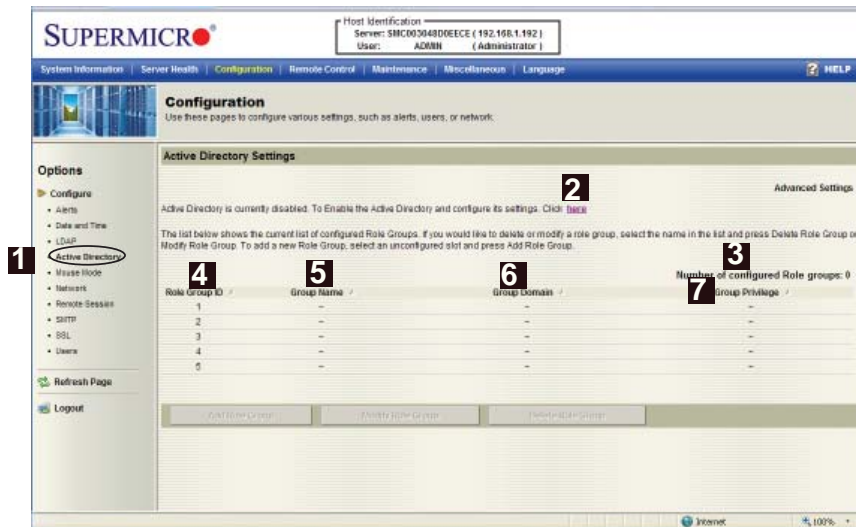 SUPERMICRO
Host Identification
Server: SMC003048D0EECE ( 192.168.1.192 )
User: ADMIN ( Administrator )
System Information | Server Health | Configuration | Remote Control | Maintenance | Miscellaneous | Language
HELP
Configuration
Use these pages to configure various settings, such as alerts, users, or network.
Options
Configure
• Alerts
• Date and Time
• LDAP
1
• Active Directory
• Mouse Mode
• Network
• Remote Session
• SMTP
• SSL
• Users
Refresh Page
Logout
Active Directory Settings
Advanced Settings
2
Active Directory is currently disabled. To Enable the Active Directory and configure its settings. Click here
The list below shows the current list of configured Role Groups. If you would like to delete or modify a role group, select the name in the list and press Delete Role Group or
Modify Role Group. To add a new Role Group, select an unconfigured slot and press Add Role Group.
3
Number of configured Role groups: 0
4 5 6 7
Role Group ID Group Name Group Domain Group Privilege
1 ~ ~ ~
2 ~ ~ ~
3 ~ ~ ~
4 ~ ~ ~
5 ~ ~ ~
Add Role Group Modify Role Group Delete Role Group
Internet 100%